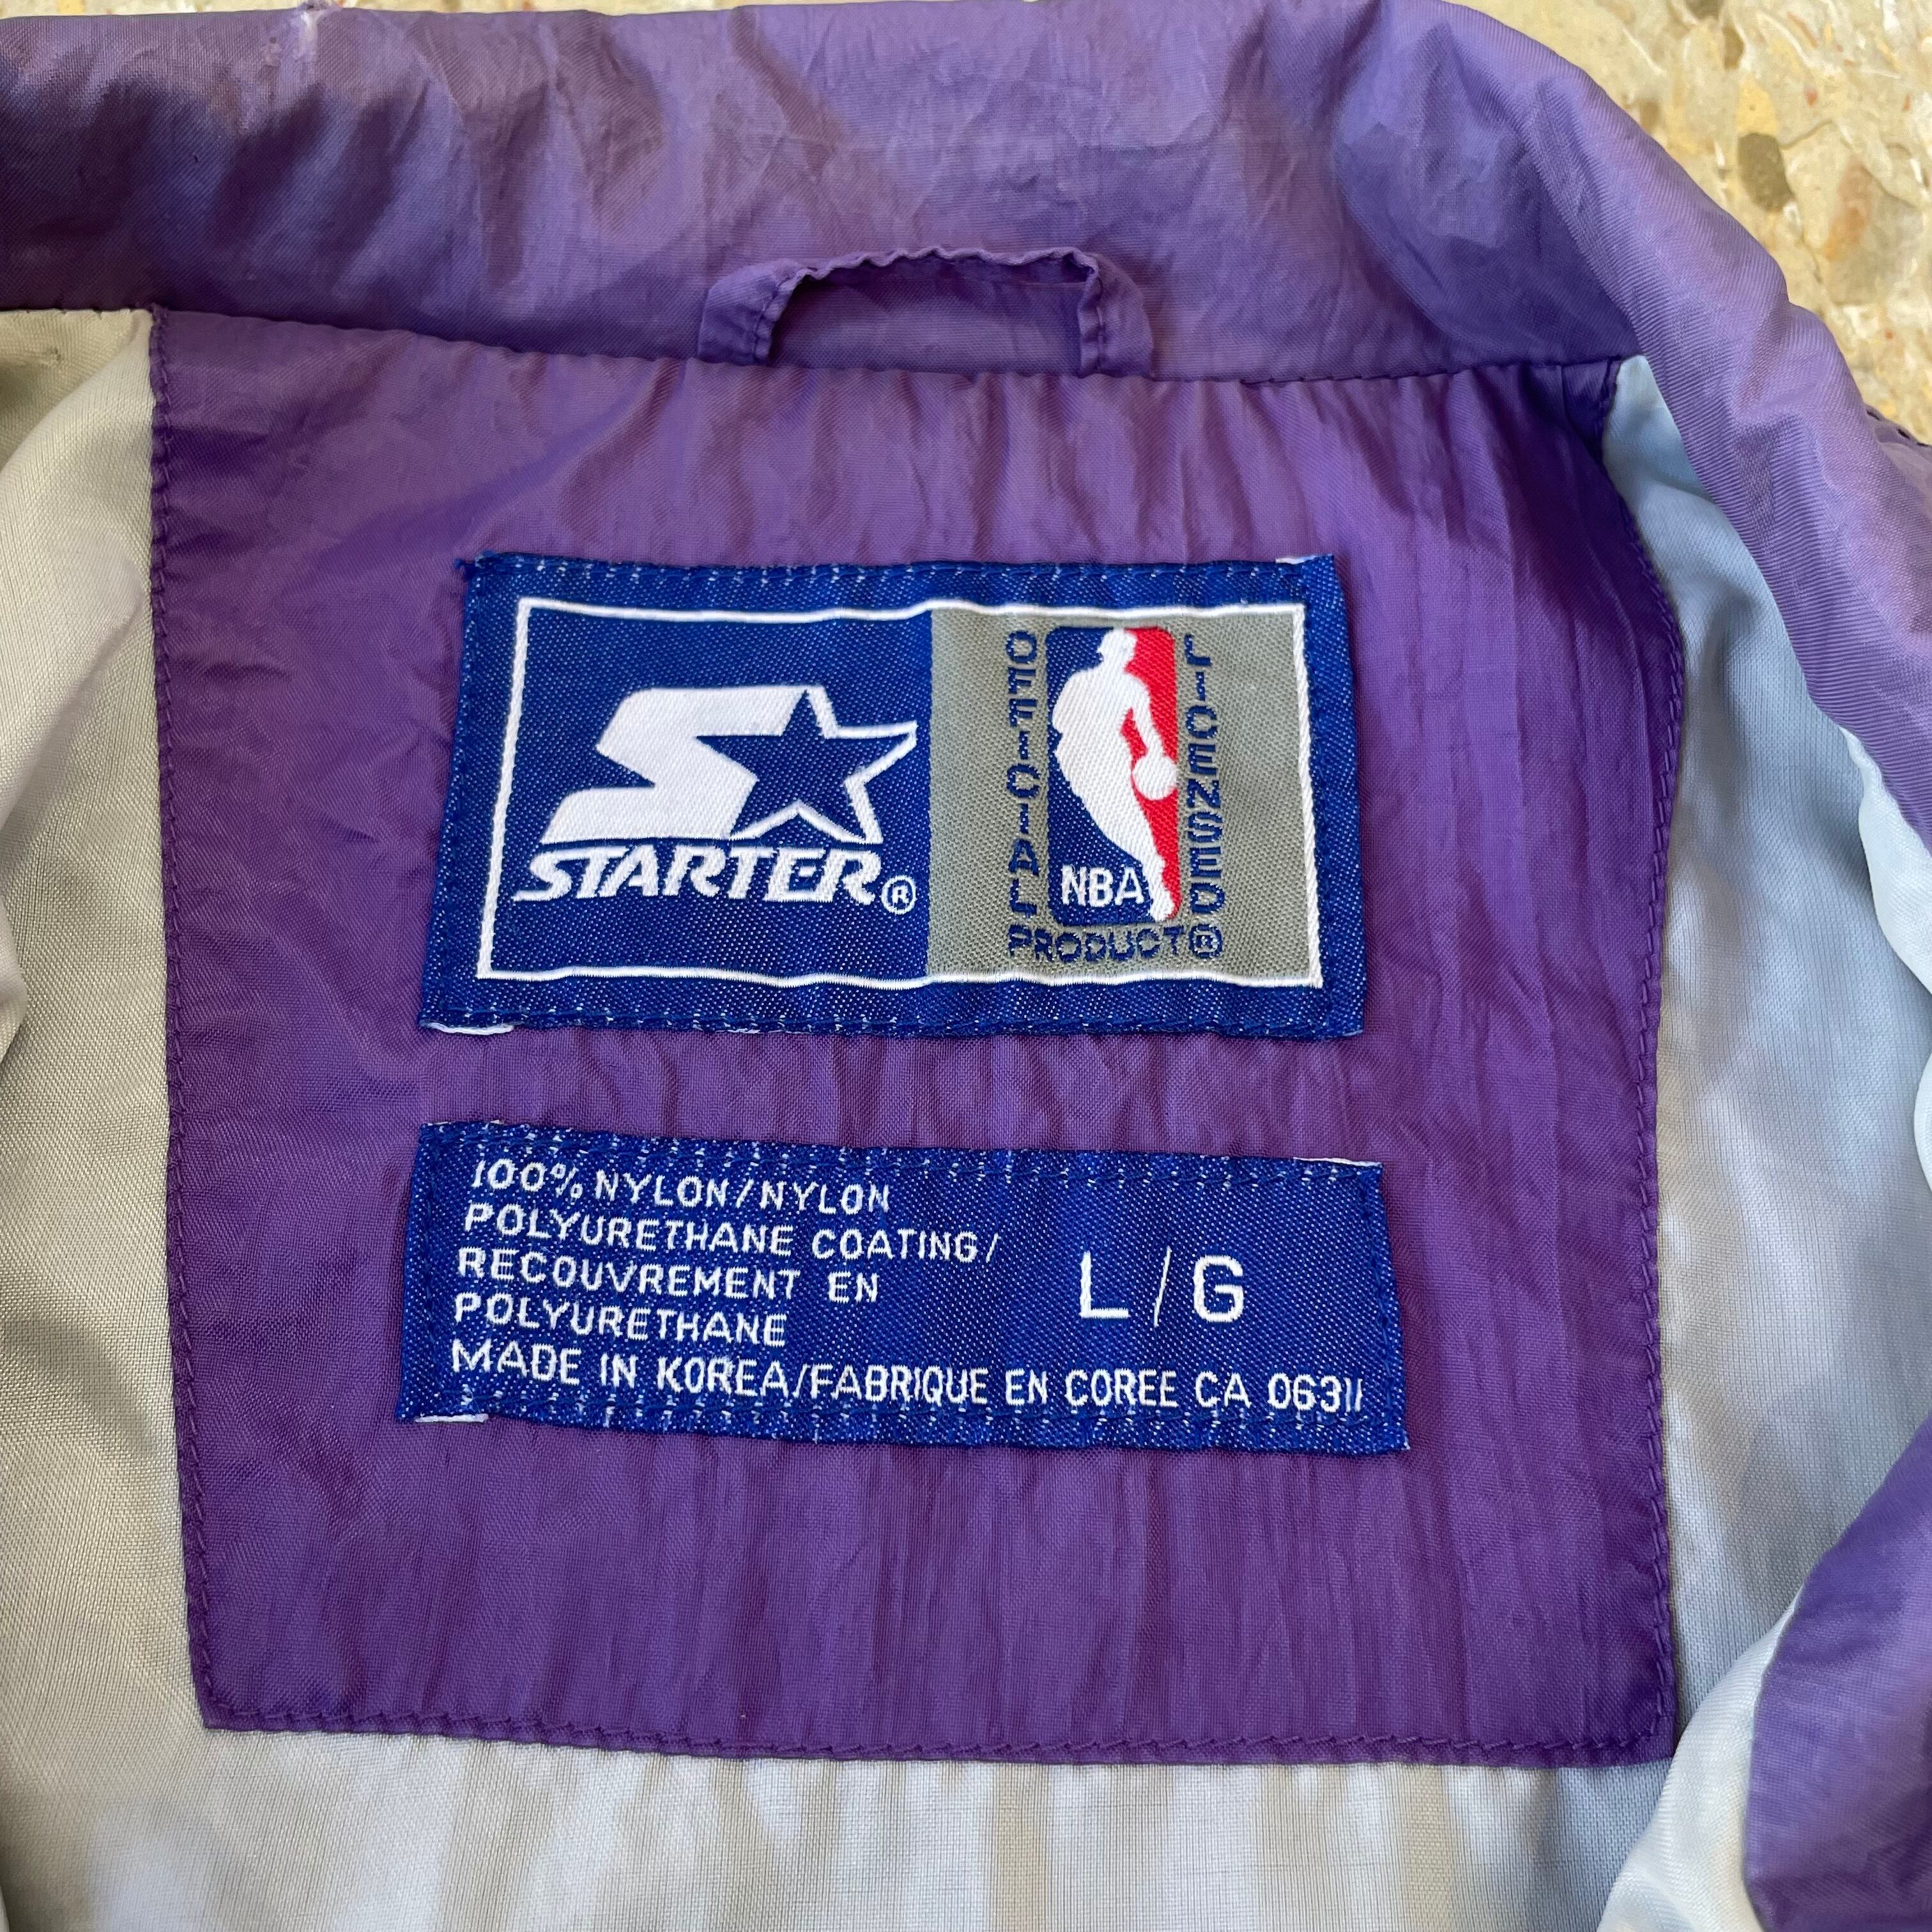 STARTER®
OFFICIAL
NBA
LICENSED
PRODUCT®
100% NYLON/NYLON
POLYURETHANE COATING/
RECOUVREMENT EN
POLYURETHANE
L/G
MADE IN KOREA/FABRIQUE EN COREE CA 06311